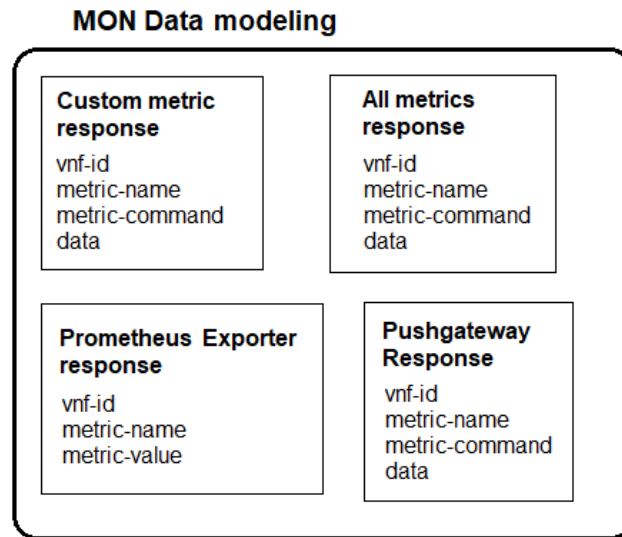 MON Data modeling
Custom metric
response
vnf-id
metric-name
metric-command
data
All metrics
response
vnf-id
metric-name
metric-command
data
Prometheus Exporter
response
vnf-id
metric-name
metric-value
Pushgateway
Response
vnf-id
metric-name
metric-command
data